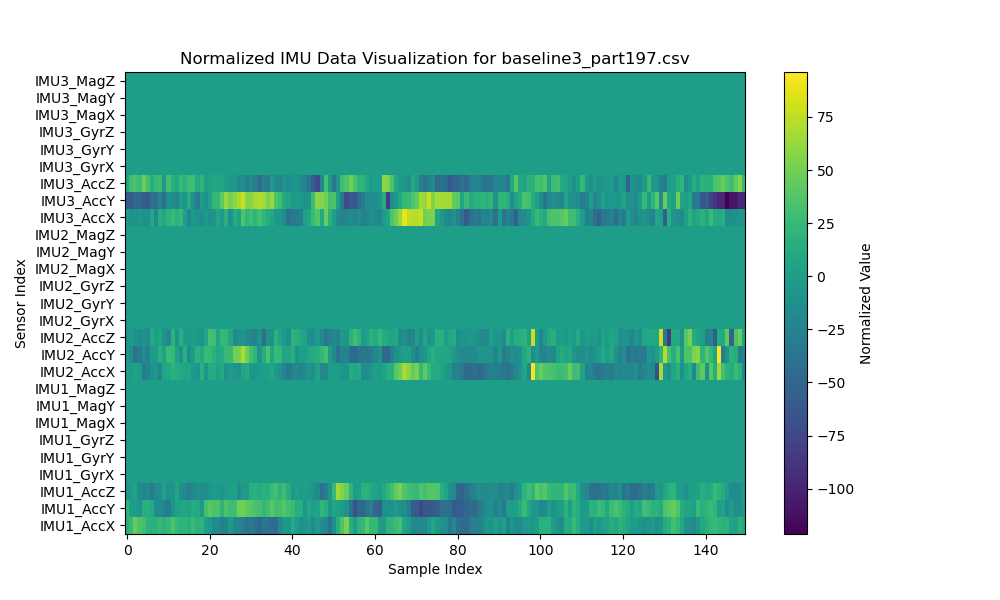 Normalized IMU Data Visualization for baseline3_part197.csv
IMU3_MagZ
IMU3_MagY
IMU3_MagX
IMU3_GyrZ
IMU3_GyrY
IMU3_GyrX
IMU3_AccZ
IMU3_AccY
IMU3_AccX
IMU2_MagZ
IMU2_MagY
IMU2_MagX
IMU2_GyrZ
IMU2_GyrY
IMU2_GyrX
IMU2_AccZ
IMU2_AccY
IMU2_AccX
IMU1_MagZ
IMU1_MagY
IMU1_MagX
IMU1_GyrZ
IMU1_GyrY
IMU1_GyrX
IMU1_AccZ
IMU1_AccY
IMU1_AccX
Sensor Index
0 20 40 60 80 100 120 140
Sample Index
75
50
25
0
−25
−50
−75
−100
Normalized Value